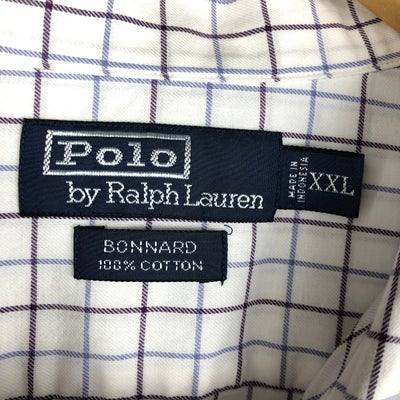 Polo
by Ralph Lauren
MADE IN
INDONESIA
XXL
BONNARD
100% COTTON